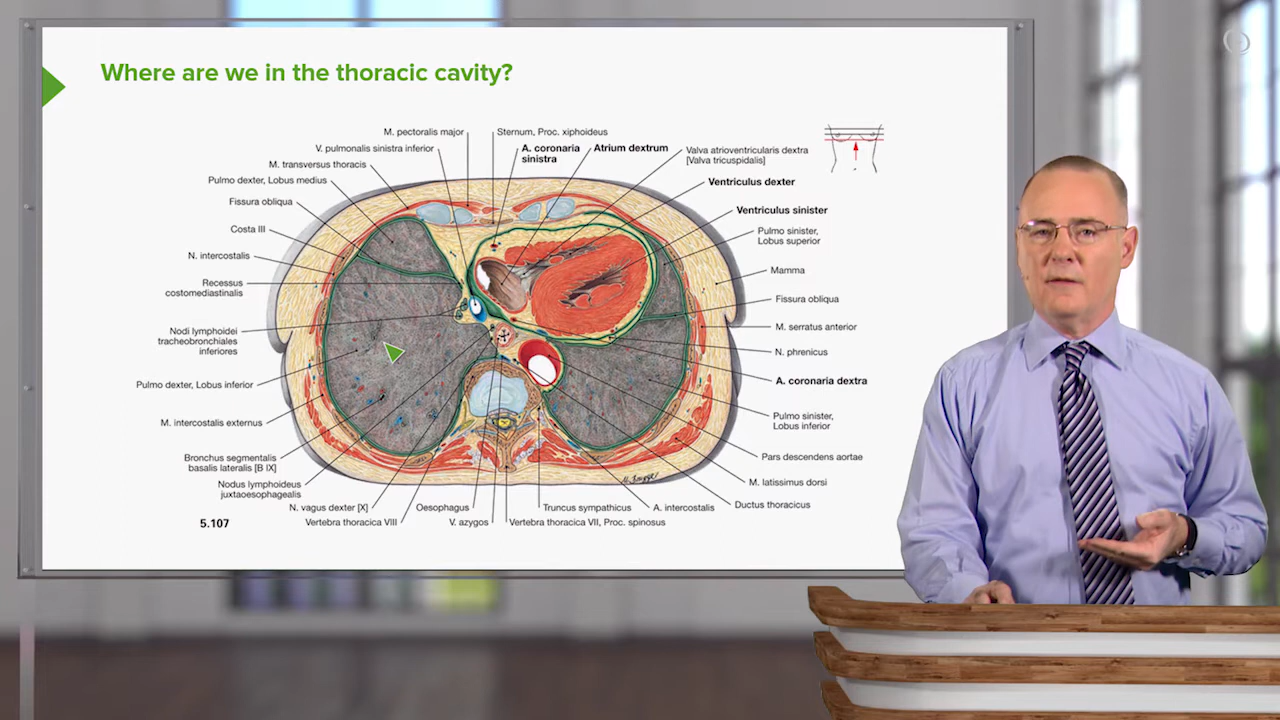 Where are we in the thoracic cavity?
M. pectoralis major
V. pulmonalis sinistra inferior
M. transversus thoracis
Pulmo dexter, Lobus medius
Fissura obliqua
Costa III
N. intercostalis
Recessus
costomediastinalis
Nodi lymphoidei
tracheobronchiales
inferiores
Pulmo dexter, Lobus inferior
M. intercostalis externus
Bronchus segmentalis
basalis lateralis [B IX]
Nodus lymphoideus
juxtaoesophagealis
N. vagus dexter [X]
Vertebra thoracica VIII
Sternum, Proc. xiphoideus
A. coronaria
sinistra
Atrium dextrum
Valva atrioventricularis dextra
[Valva tricuspidalis]
Ventriculus dexter
Ventriculus sinister
Pulmo sinister,
Lobus superior
Mamma
Fissura obliqua
M. serratus anterior
N. phrenicus
A. coronaria dextra
Pulmo sinister,
Lobus inferior
Pars descendens aortae
M. latissimus dorsi
Ductus thoracicus
A. intercostalis
Truncus sympathicus
Oesophagus
V. azygos
Vertebra thoracica VII, Proc. spinosus
5.107